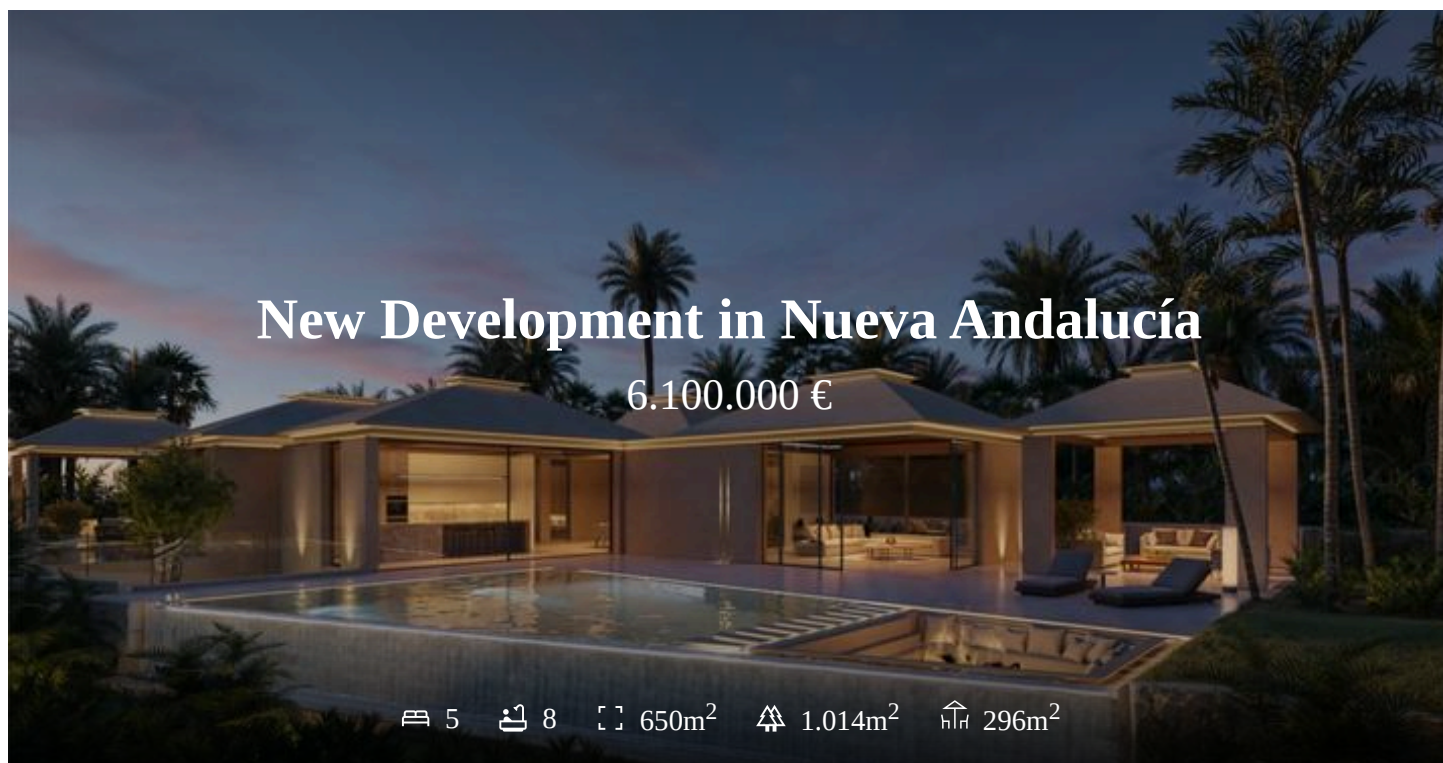 New Development in Nueva Andalucía
6.100.000 €
5 8 650m² 1.014m² 296m²